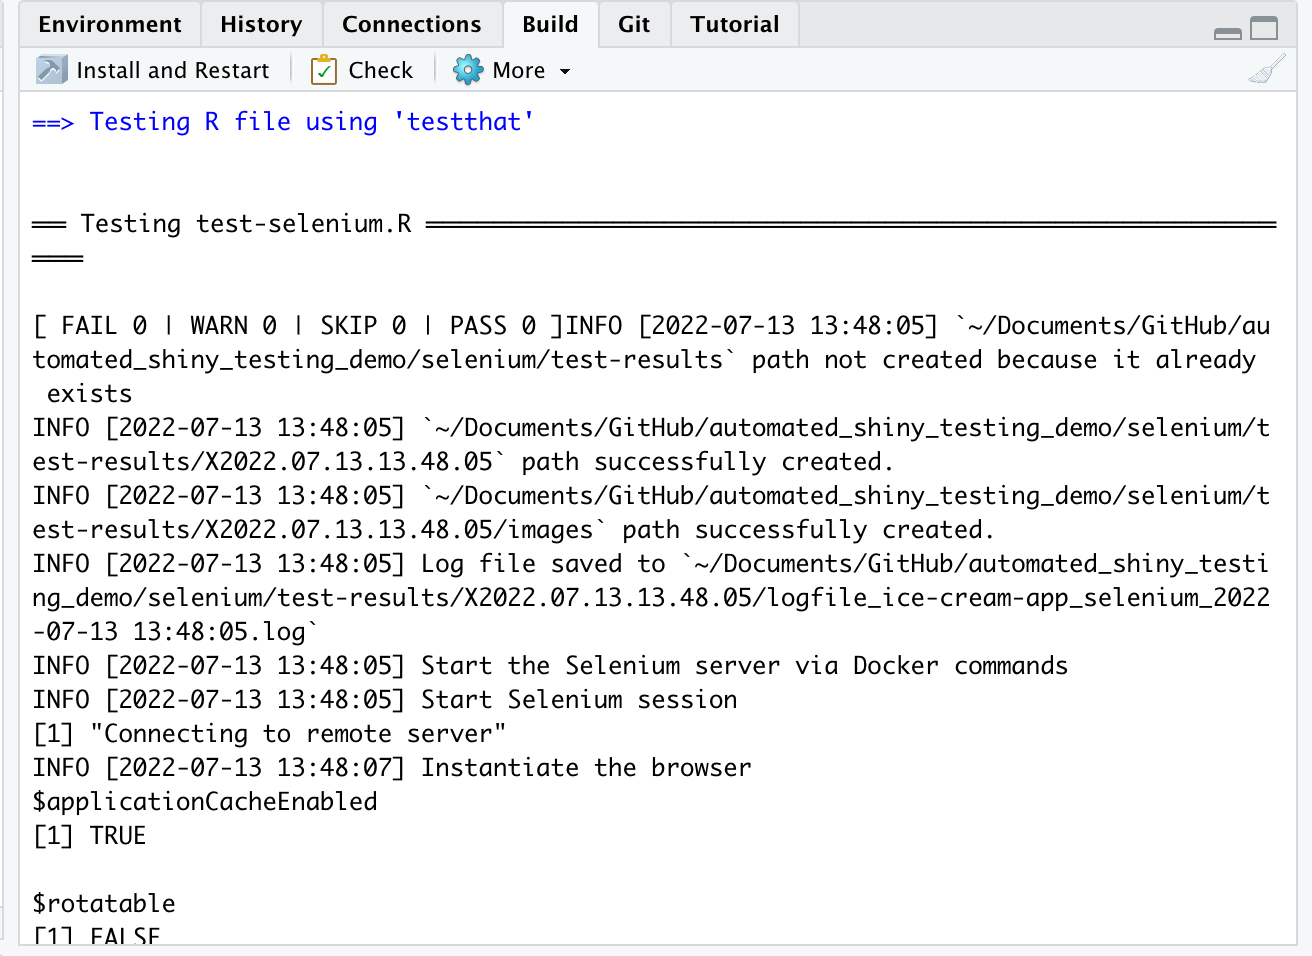 Environment History Connections Build Git Tutorial
Install and Restart Check More
==> Testing R file using 'testthat'
══ Testing test-selenium.R ═══════════════════════════════════════════════════
═══
[ FAIL 0 | WARN 0 | SKIP 0 | PASS 0 ]INFO [2022-07-13 13:48:05] `~/Documents/GitHub/au
tomated_shiny_testing_demo/selenium/test-results` path not created because it already
 exists
INFO [2022-07-13 13:48:05] `~/Documents/GitHub/automated_shiny_testing_demo/selenium/t
est-results/X2022.07.13.13.48.05` path successfully created.
INFO [2022-07-13 13:48:05] `~/Documents/GitHub/automated_shiny_testing_demo/selenium/t
est-results/X2022.07.13.13.48.05/images` path successfully created.
INFO [2022-07-13 13:48:05] Log file saved to `~/Documents/GitHub/automated_shiny_testi
ng_demo/selenium/test-results/X2022.07.13.13.48.05/logfile_ice-cream-app_selenium_2022
-07-13 13:48:05.log`
INFO [2022-07-13 13:48:05] Start the Selenium server via Docker commands
INFO [2022-07-13 13:48:05] Start Selenium session
[1] "Connecting to remote server"
INFO [2022-07-13 13:48:07] Instantiate the browser
$applicationCacheEnabled
[1] TRUE
$rotatable
[1] FALSE